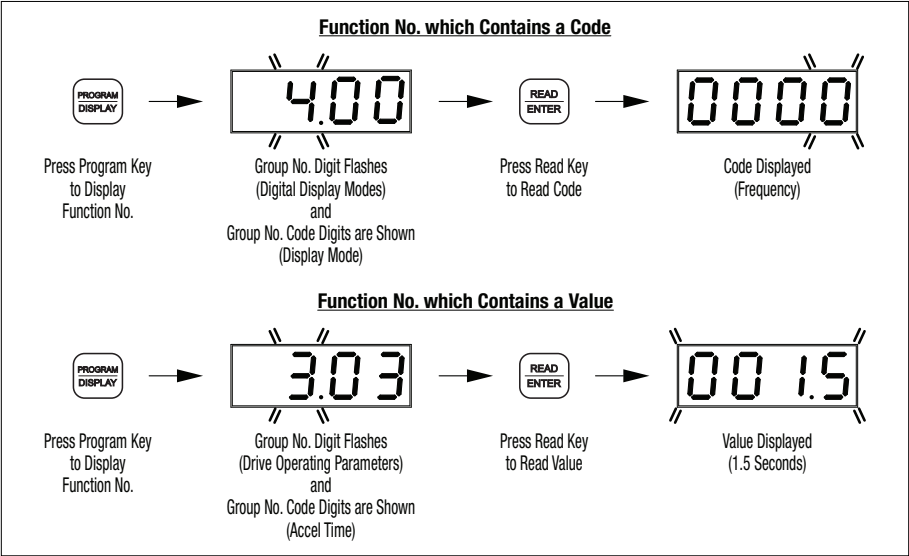 Function No. which Contains a Code
PROGRAM
DISPLAY
4.00
READ
ENTER
0000
Press Program Key
to Display
Function No.
Group No. Digit Flashes
(Digital Display Modes)
and
Group No. Code Digits are Shown
(Display Mode)
Press Read Key
to Read Code
Code Displayed
(Frequency)
Function No. which Contains a Value
PROGRAM
DISPLAY
3.03
READ
ENTER
001.5
Press Program Key
to Display
Function No.
Group No. Digit Flashes
(Drive Operating Parameters)
and
Group No. Code Digits are Shown
(Accel Time)
Press Read Key
to Read Value
Value Displayed
(1.5 Seconds)